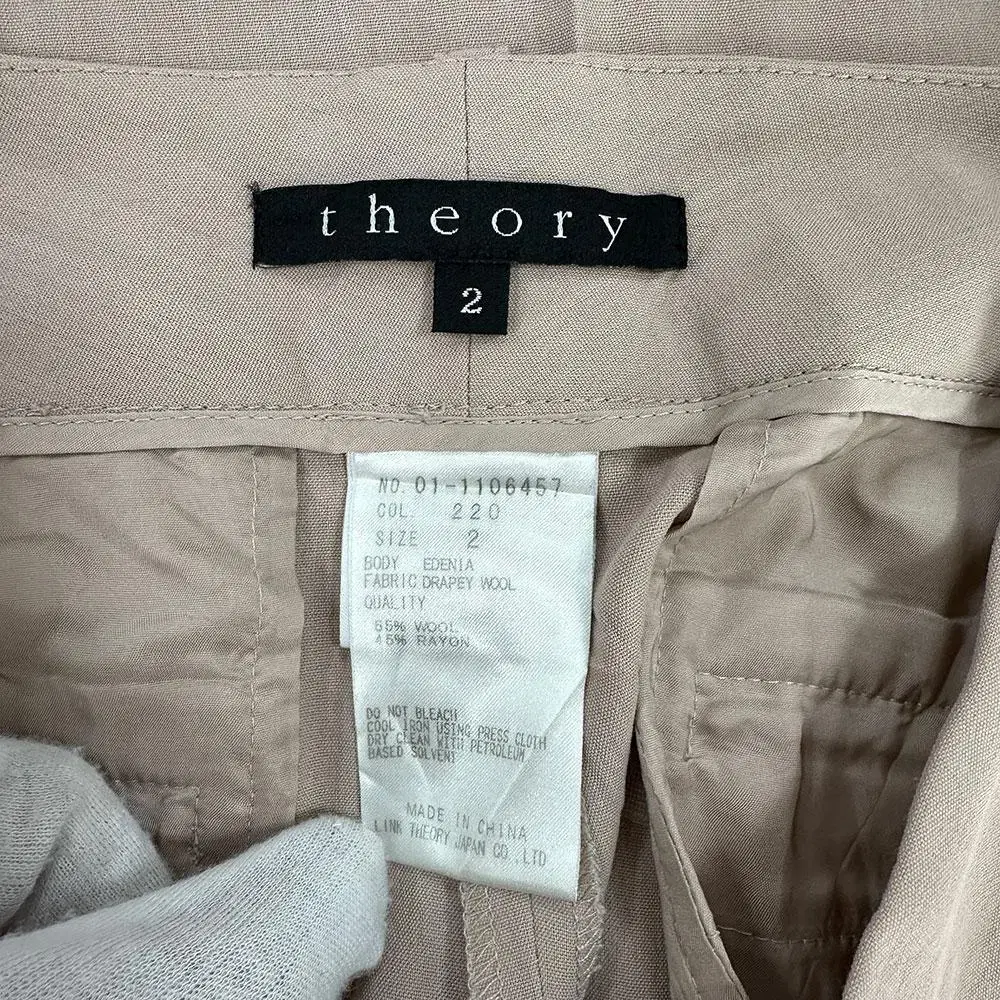 theory
2
NO. 01-1106457
COL. 220
SIZE 2
BODY EDENIA
FABRIC DRAPEY WOOL
QUALITY
55% WOOL
45% RAYON
DO NOT BLEACH
COOL IRON USING PRESS CLOTH
DRY CLEAN WITH PETROLEUM
BASED SOLVENT
MADE IN CHINA
LINK THEORY JAPAN CO.,LTD